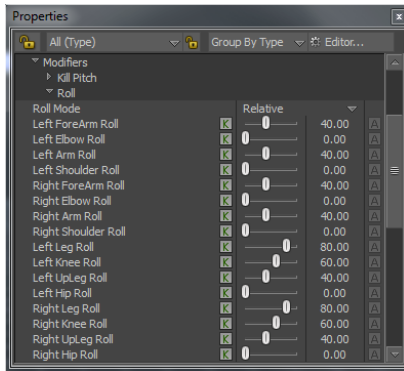 Properties x
All (Type) Group By Type Editor...
Modifiers
Kill Pitch
Roll
Roll Mode Relative
Left ForeArm Roll K 40.00 A
Left Elbow Roll K 0.00 A
Left Arm Roll K 40.00 A
Left Shoulder Roll K 0.00 A
Right ForeArm Roll K 40.00 A
Right Elbow Roll K 0.00 A
Right Arm Roll K 40.00 A
Right Shoulder Roll K 0.00 A
Left Leg Roll K 80.00 A
Left Knee Roll K 60.00 A
Left UpLeg Roll K 40.00 A
Left Hip Roll K 0.00 A
Right Leg Roll K 80.00 A
Right Knee Roll K 60.00 A
Right UpLeg Roll K 40.00 A
Right Hip Roll K 0.00 A